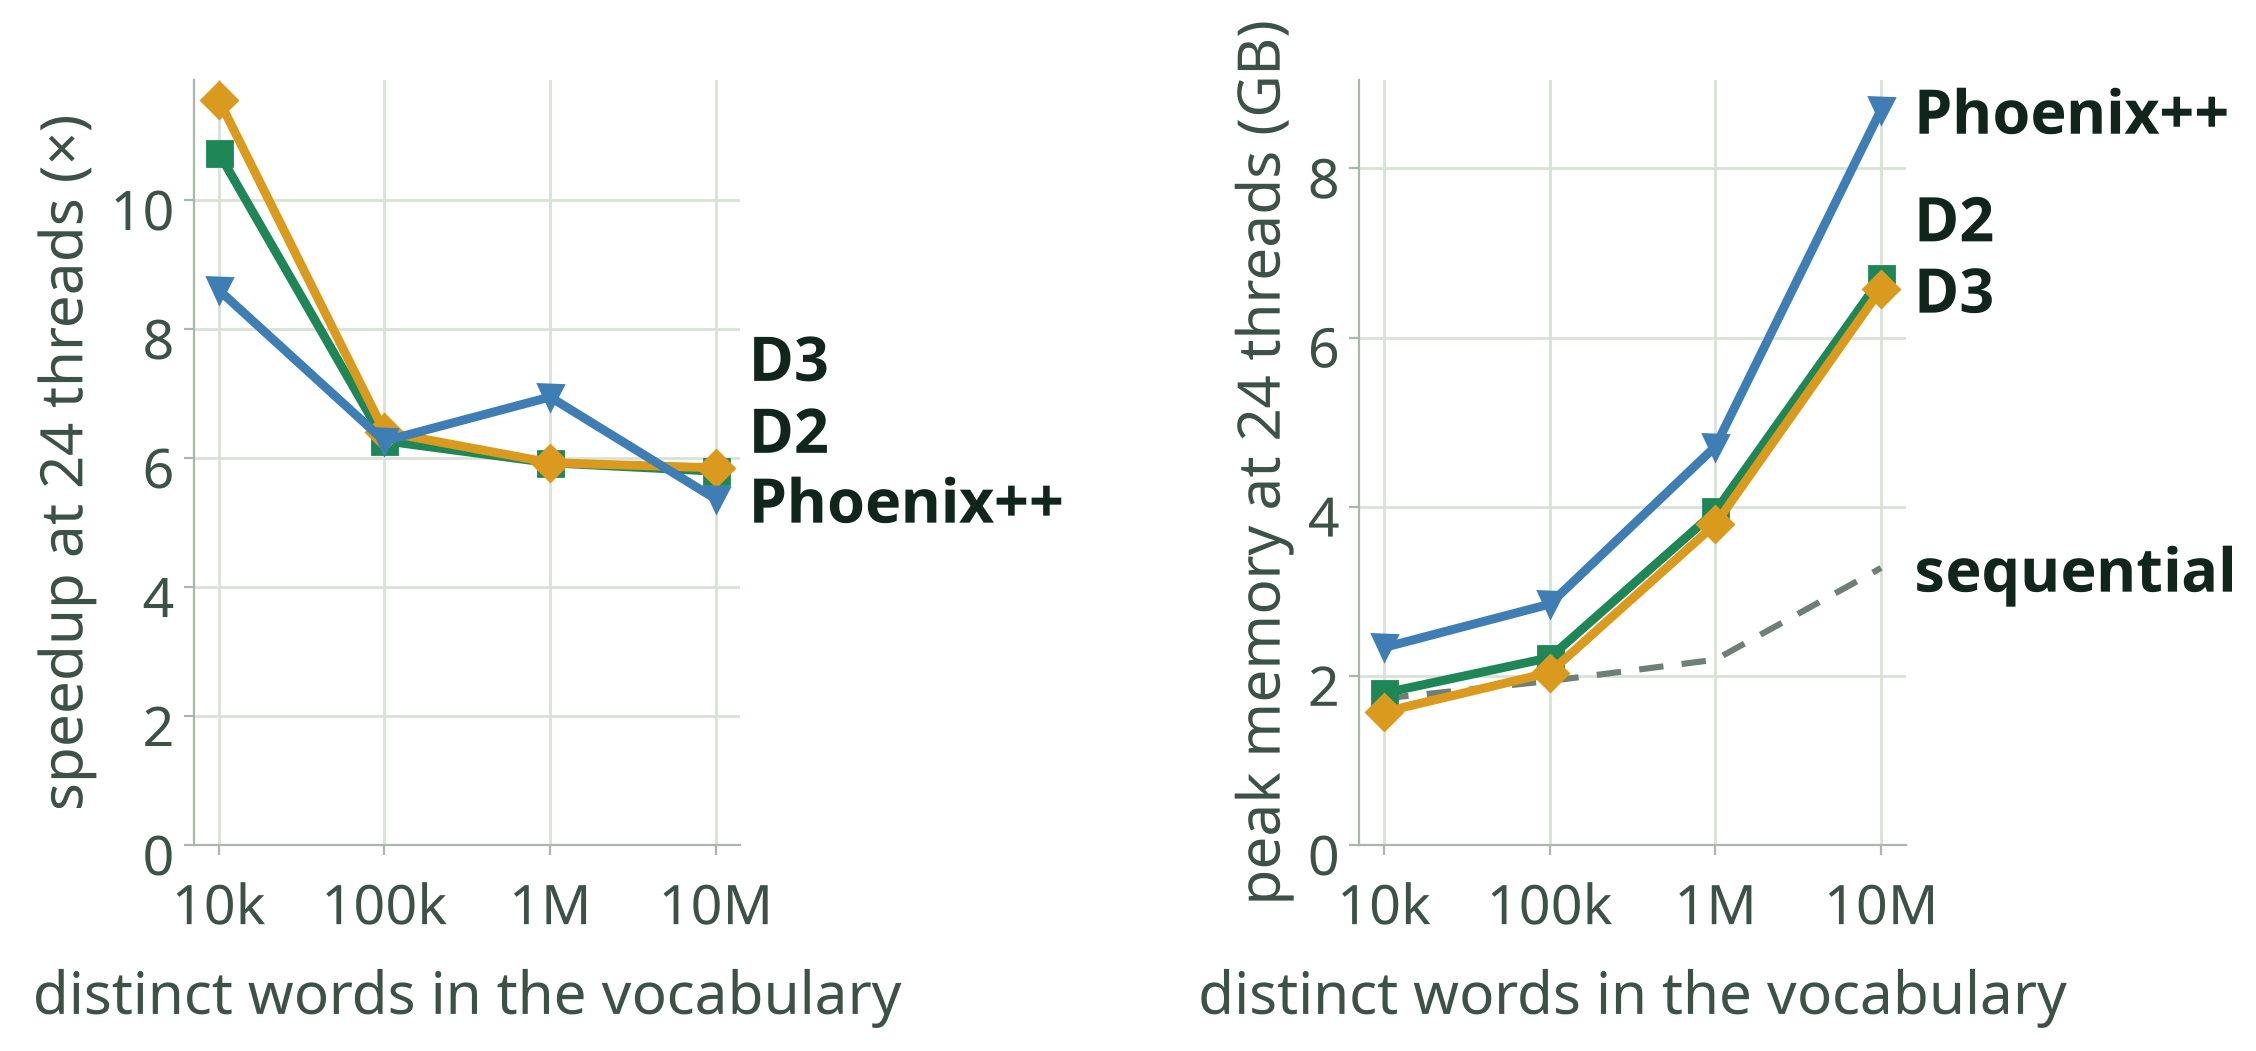 speedup at 24 threads (×)
10
8
6
4
2
0
10k 100k 1M 10M
distinct words in the vocabulary
D3
D2
Phoenix++
peak memory at 24 threads (GB)
8
6
4
2
0
10k 100k 1M 10M
distinct words in the vocabulary
Phoenix++
D2
D3
sequential